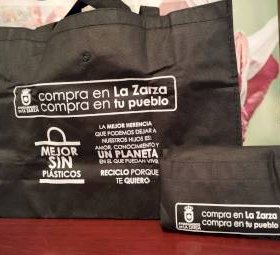 compra en La Zarza
compra en tu pueblo
MEJOR
SIN
PLÁSTICOS
LA MEJOR HERENCIA
QUE PODEMOS DEJAR A
NUESTROS HIJOS ES:
AMOR, CONOCIMIENTO Y
UN PLANETA
EN EL QUE PUEDAN VIVIR.
RECICLO PORQUE
TE QUIERO
compra en La Zarza
compra en tu pueblo